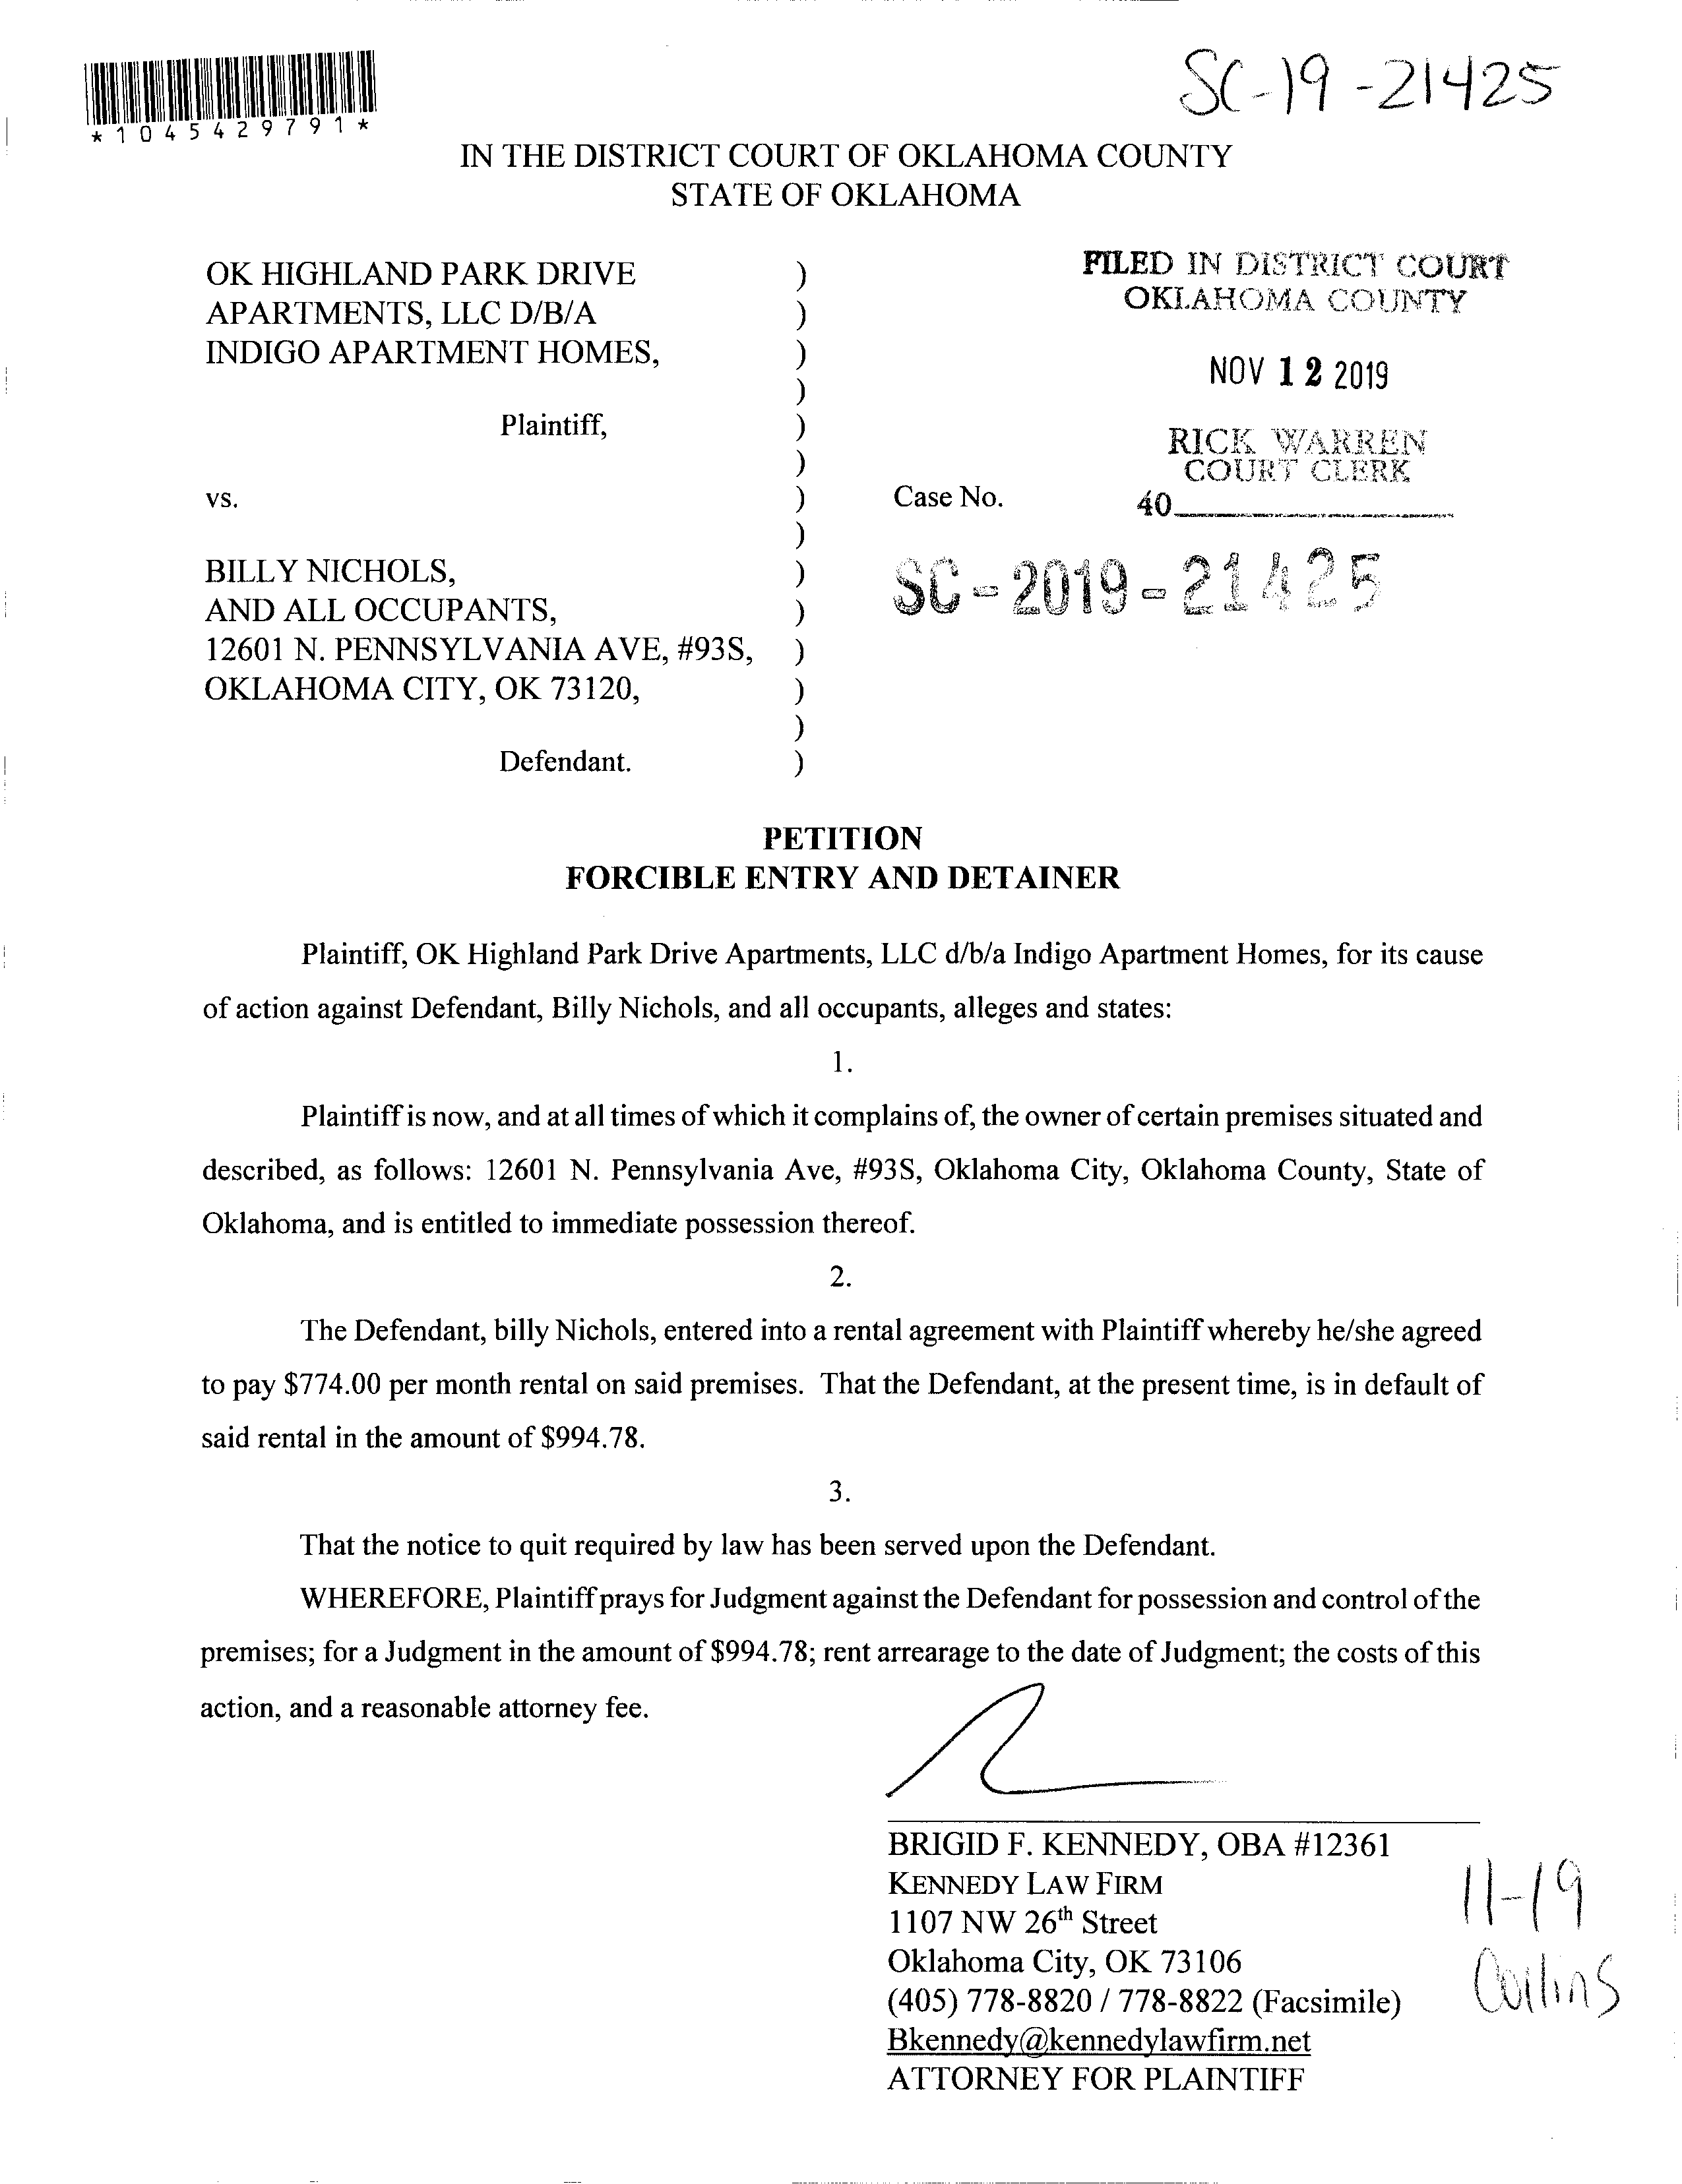 SC-19-21425
*1045429791*
IN THE DISTRICT COURT OF OKLAHOMA COUNTY
STATE OF OKLAHOMA
OK HIGHLAND PARK DRIVE )
APARTMENTS, LLC D/B/A )
INDIGO APARTMENT HOMES, )
)
Plaintiff, )
)
vs. )
)
BILLY NICHOLS, )
AND ALL OCCUPANTS, )
12601 N. PENNSYLVANIA AVE, #93S, )
OKLAHOMA CITY, OK 73120, )
)
Defendant. )
FILED IN DISTRICT COURT
OKLAHOMA COUNTY
NOV 12 2019
RICK WARREN
COURT CLERK
40
Case No.
SC-2019-21425
PETITION
FORCIBLE ENTRY AND DETAINER
Plaintiff, OK Highland Park Drive Apartments, LLC d/b/a Indigo Apartment Homes, for its cause
of action against Defendant, Billy Nichols, and all occupants, alleges and states:
1.
Plaintiff is now, and at all times of which it complains of, the owner of certain premises situated and
described, as follows: 12601 N. Pennsylvania Ave, #93S, Oklahoma City, Oklahoma County, State of
Oklahoma, and is entitled to immediate possession thereof.
2.
The Defendant, billy Nichols, entered into a rental agreement with Plaintiff whereby he/she agreed
to pay $774.00 per month rental on said premises. That the Defendant, at the present time, is in default of
said rental in the amount of $994.78.
3.
That the notice to quit required by law has been served upon the Defendant.
WHEREFORE, Plaintiff prays for Judgment against the Defendant for possession and control of the
premises; for a Judgment in the amount of $994.78; rent arrearage to the date of Judgment; the costs of this
action, and a reasonable attorney fee.
BRIGID F. KENNEDY, OBA #12361
KENNEDY LAW FIRM
1107 NW 26th Street
Oklahoma City, OK 73106
(405) 778-8820 / 778-8822 (Facsimile)
Bkennedy@kennedylawfirm.net
ATTORNEY FOR PLAINTIFF
11-19
Collins